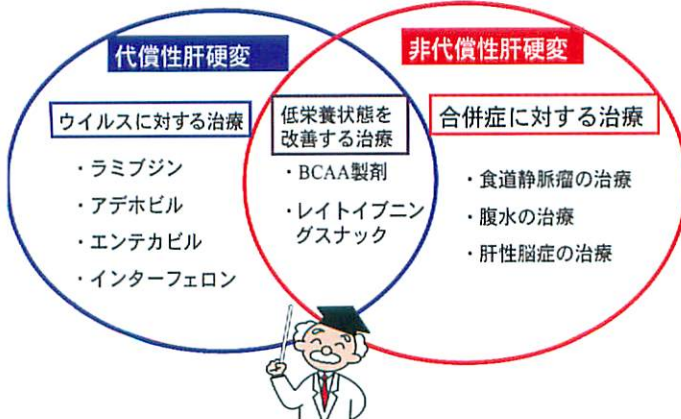 代償性肝硬変
非代償性肝硬変
ウイルスに対する治療
・ラミブジン
・アデホビル
・エンテカビル
・インターフェロン
低栄養状態を
改善する治療
・BCAA製剤
・レイトイブニン
グスナック
合併症に対する治療
・食道静脈瘤の治療
・腹水の治療
・肝性脳症の治療